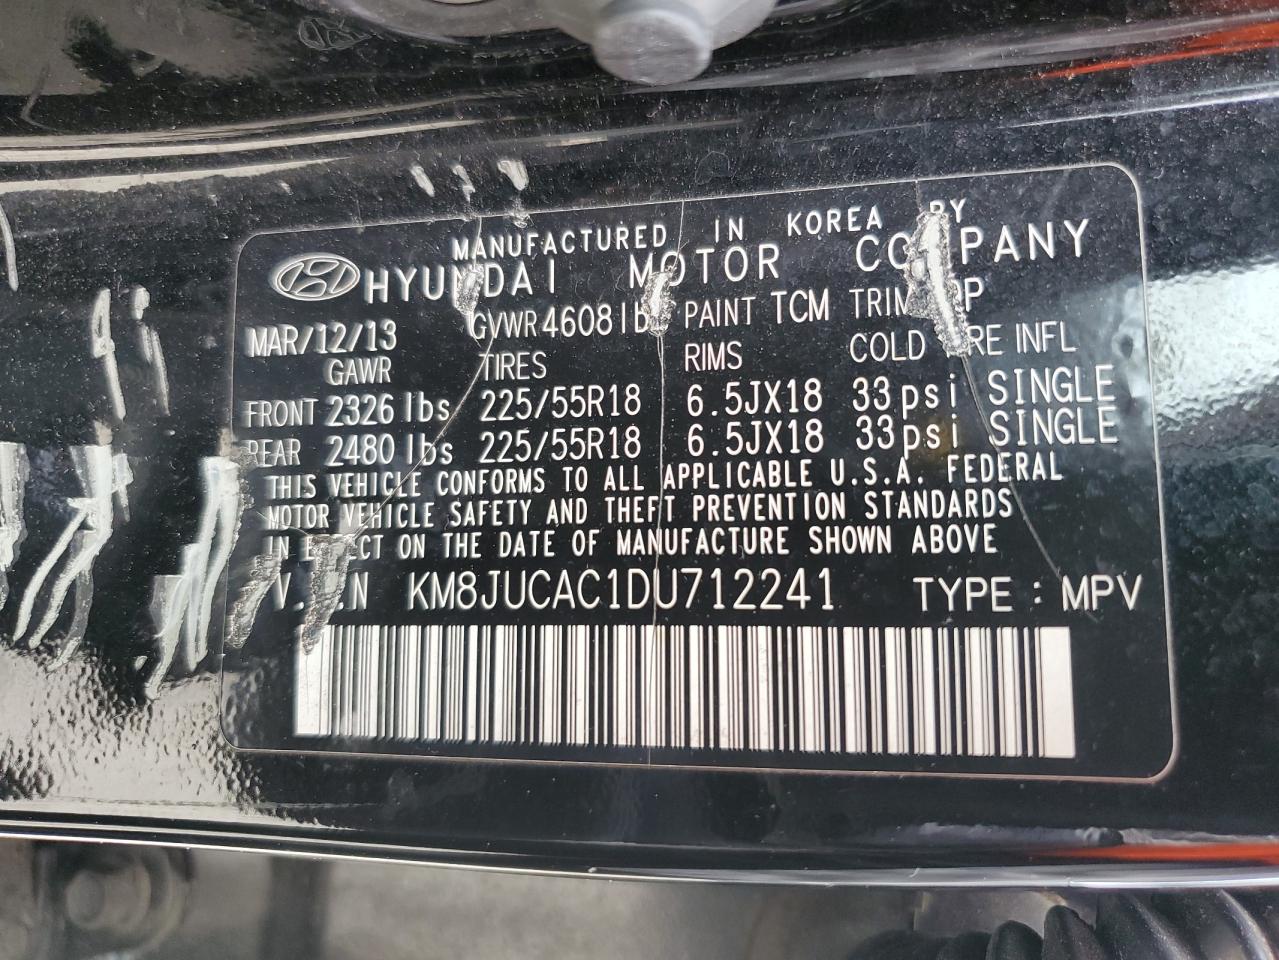 MANUFACTURED IN KOREA BY
HYUNDAI MOTOR COMPANY
MAR/12/13 GVWR 4608 lbs PAINT TCM TRIM
GAWR TIRES RIMS COLD TIRE INFL
FRONT 2326 lbs 225/55R18 6.5JX18 33psi SINGLE
REAR 2480 lbs 225/55R18 6.5JX18 33psi SINGLE
THIS VEHICLE CONFORMS TO ALL APPLICABLE U.S.A. FEDERAL
MOTOR VEHICLE SAFETY AND THEFT PREVENTION STANDARDS
IN EFFECT ON THE DATE OF MANUFACTURE SHOWN ABOVE
V.I.N KM8JUCAC1DU712241 TYPE : MPV